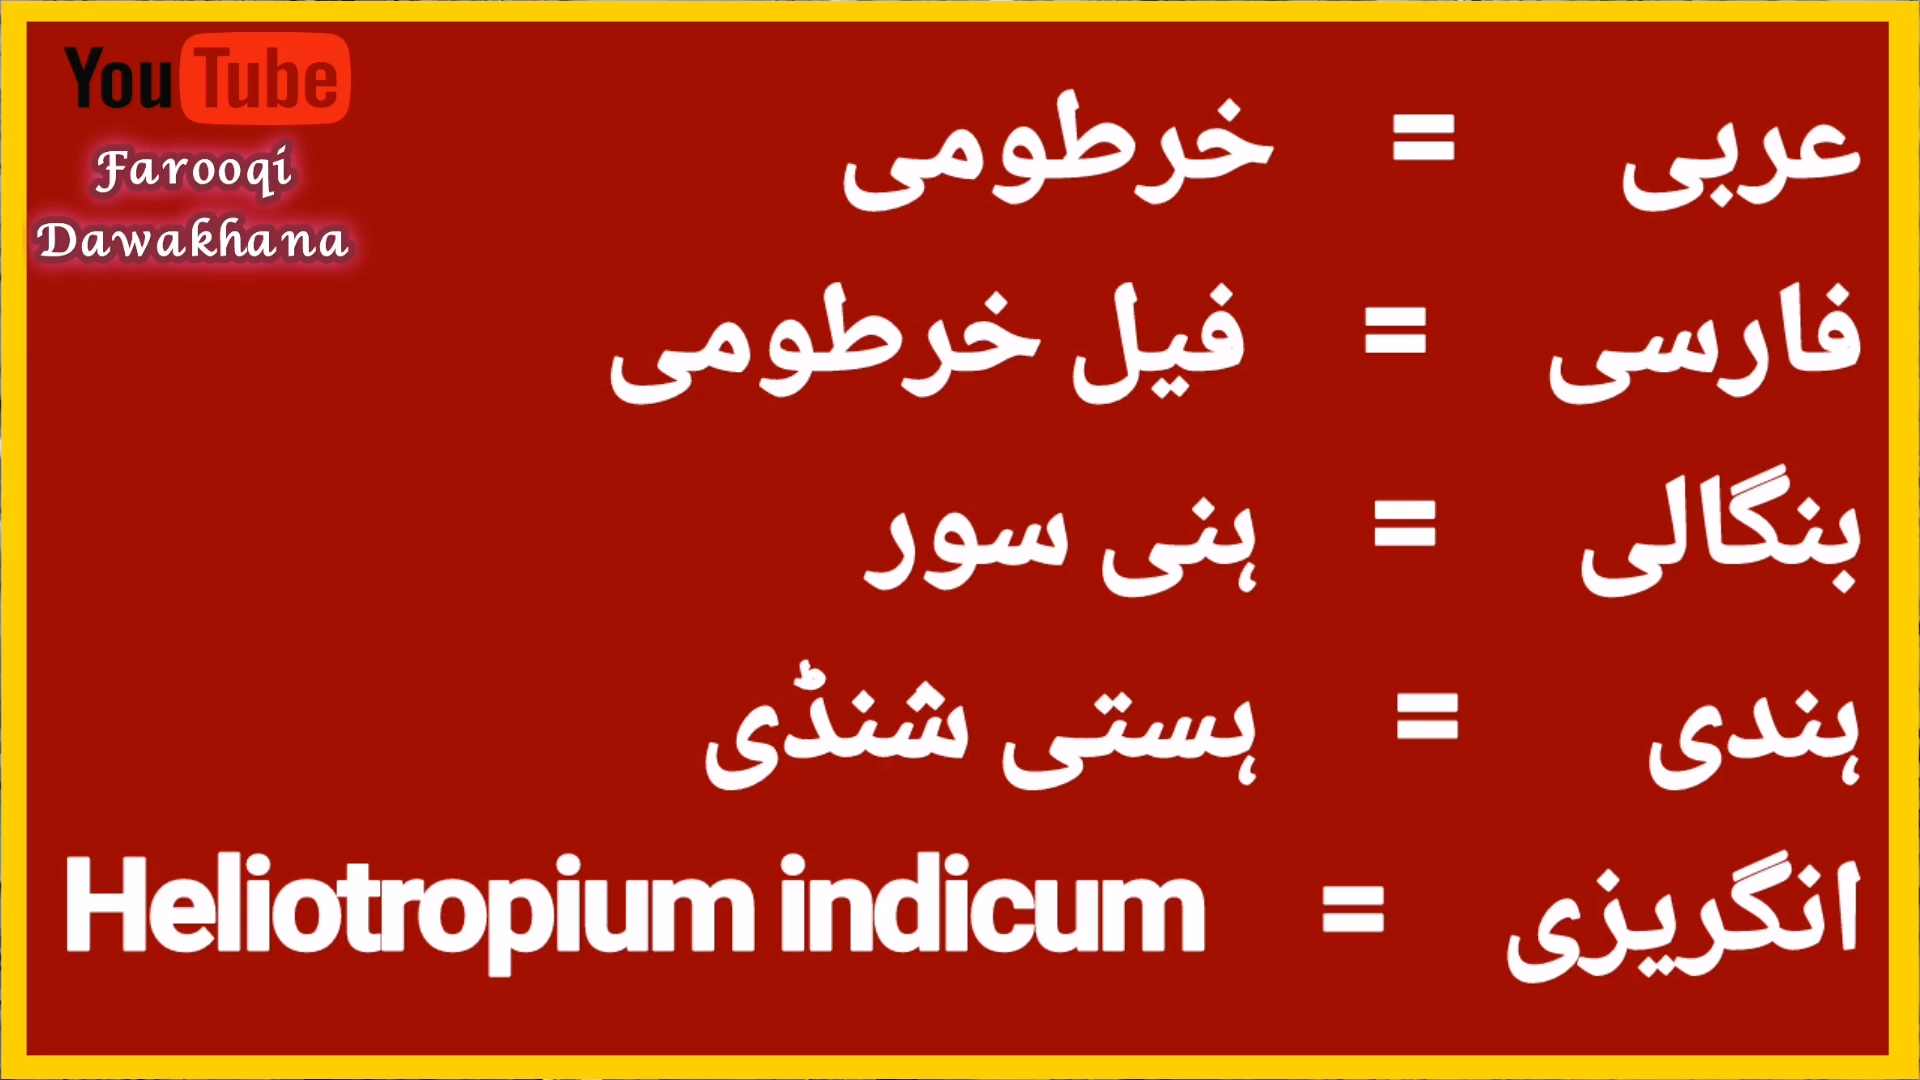 YouTube
Farooqi
Dawakhana
عربی = خرطومی
فارسی = فیل خرطومی
بنگالی = ہنی سور
ہندی = ہستی شنڈی
انگریزی = Heliotropium indicum